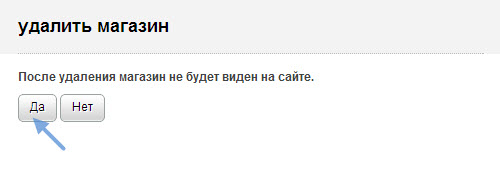 удалить магазин
После удаления магазин не будет виден на сайте.
Да Нет